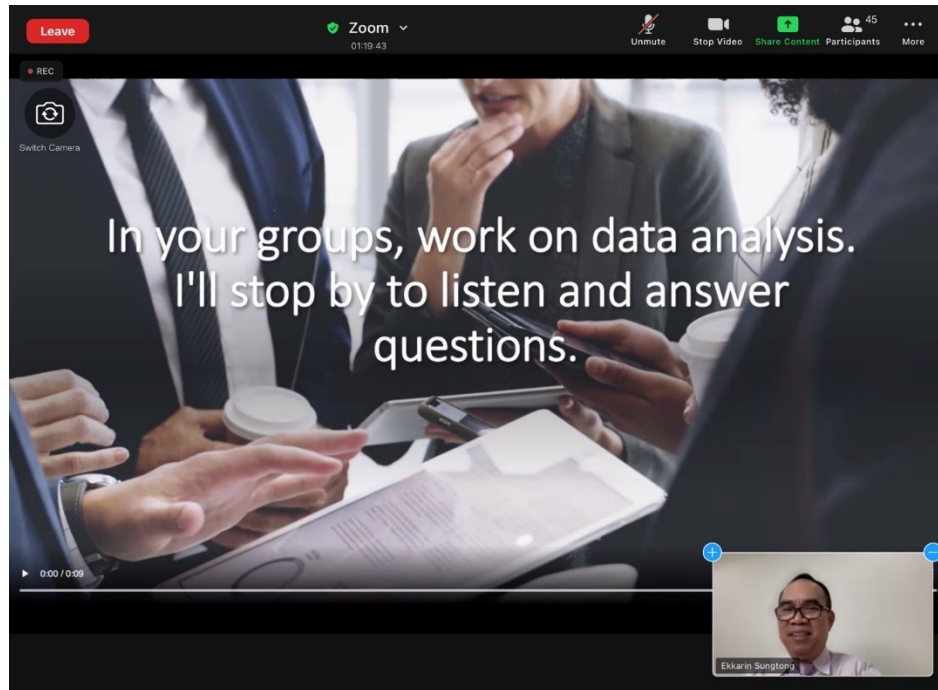 Leave
Zoom
01:19:43
Unmute
Stop Video
Share Content
Participants
45
More
REC
Switch Camera
In your groups, work on data analysis.
I'll stop by to listen and answer
questions.
0:00 / 0:09
Ekkarin Sungtong